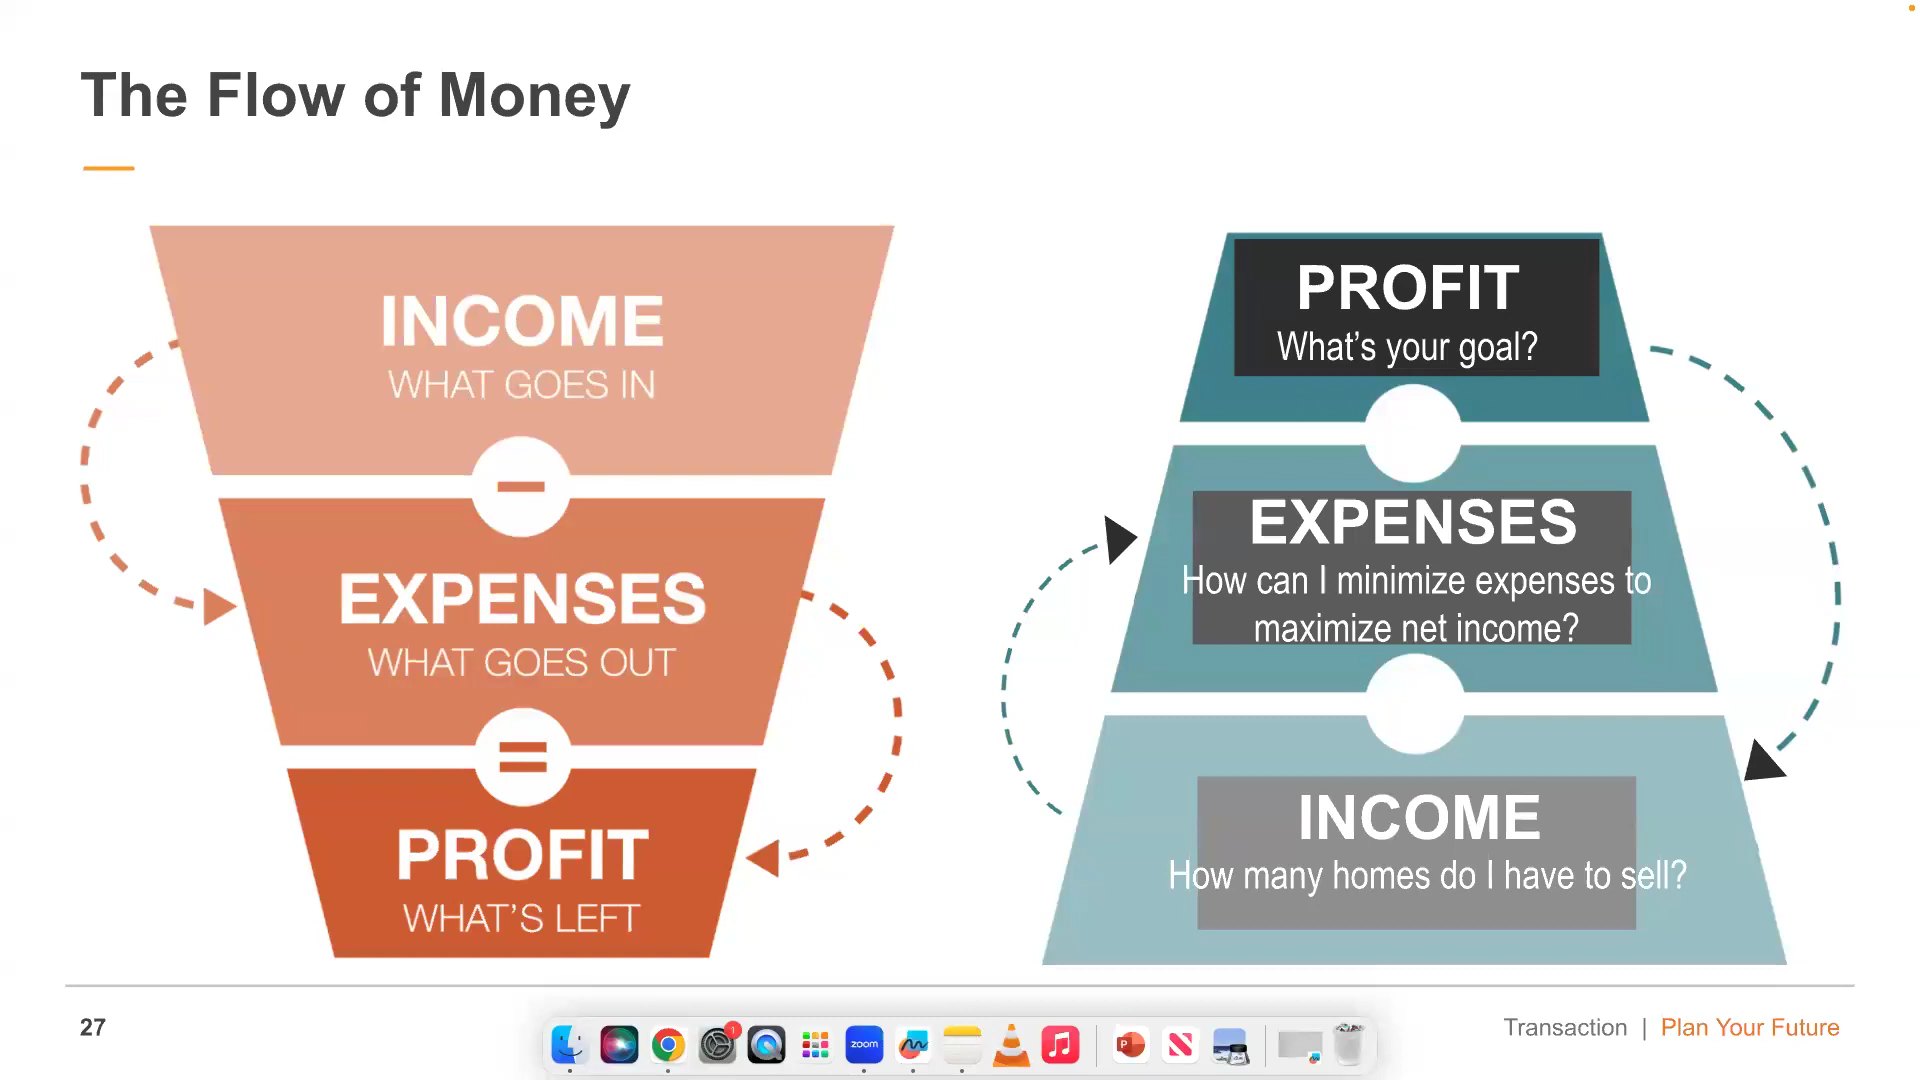 The Flow of Money
INCOME
WHAT GOES IN
–
EXPENSES
WHAT GOES OUT
=
PROFIT
WHAT'S LEFT
PROFIT
What's your goal?
EXPENSES
How can I minimize expenses to
maximize net income?
INCOME
How many homes do I have to sell?
27
Transaction | Plan Your Future
1
zoom
P